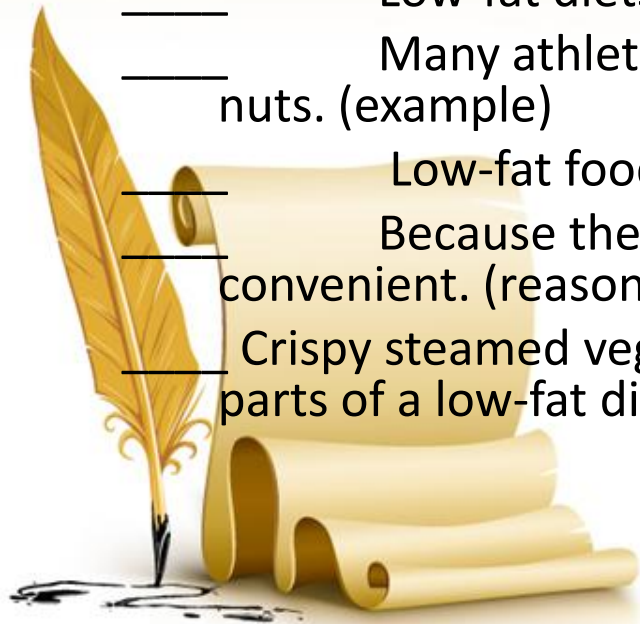 ____ Low-fat diets
____ Many athlet
nuts. (example)
____ Low-fat foo
____ Because the
convenient. (reason
____ Crispy steamed veg
parts of a low-fat di